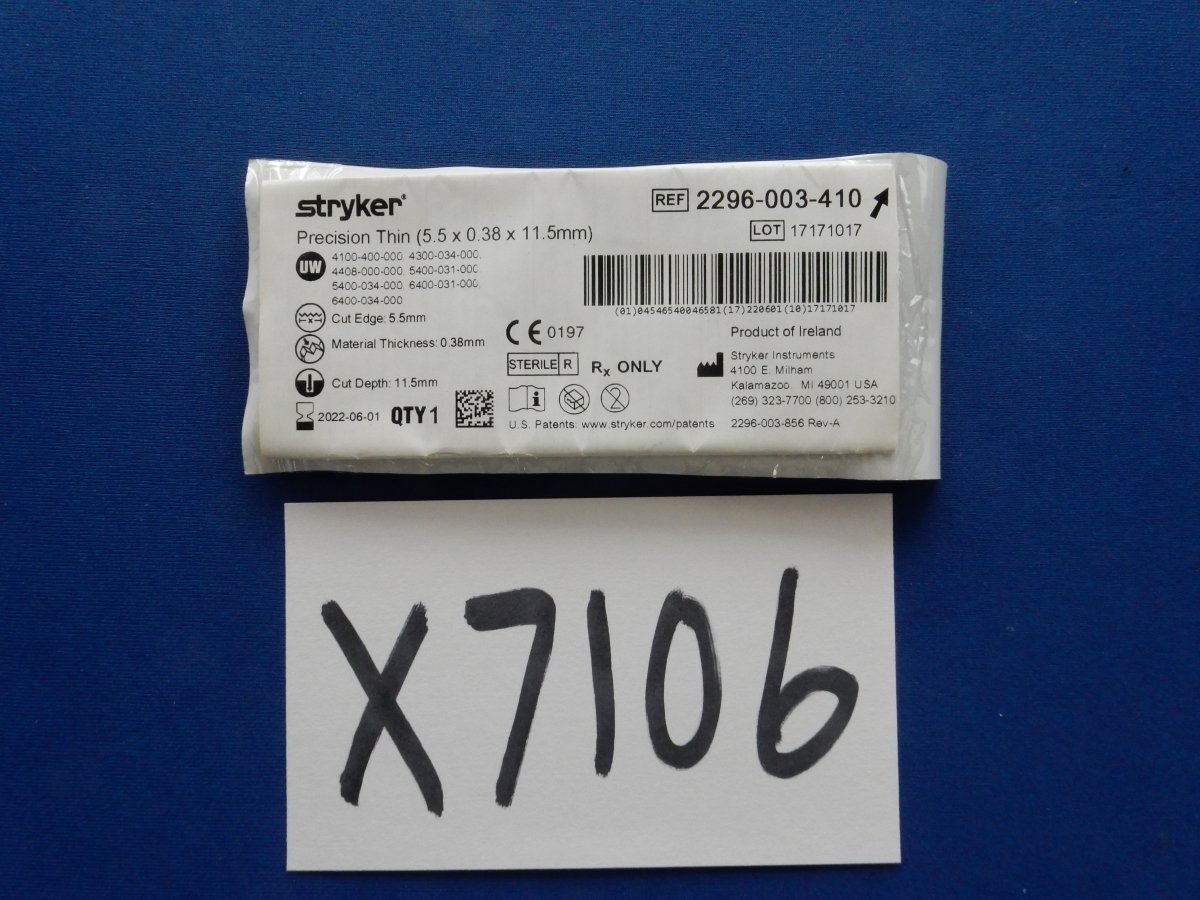 stryker®
REF 2296-003-410
Precision Thin (5.5 x 0.38 x 11.5mm)
LOT 17171017
UW
4100-400-000, 4300-034-000,
4408-000-000, 5400-031-000,
5400-034-000, 6400-031-000,
6400-034-000
(01)04546540046581(17)220601(10)17171017
Cut Edge: 5.5mm
Material Thickness: 0.38mm
Cut Depth: 11.5mm
2022-06-01 QTY 1
CE 0197
STERILE R Rx ONLY
2
U.S. Patents: www.stryker.com/patents
Product of Ireland
Stryker Instruments
4100 E. Milham
Kalamazoo, MI 49001 USA
(269) 323-7700 (800) 253-3210
2296-003-856 Rev-A
X7106